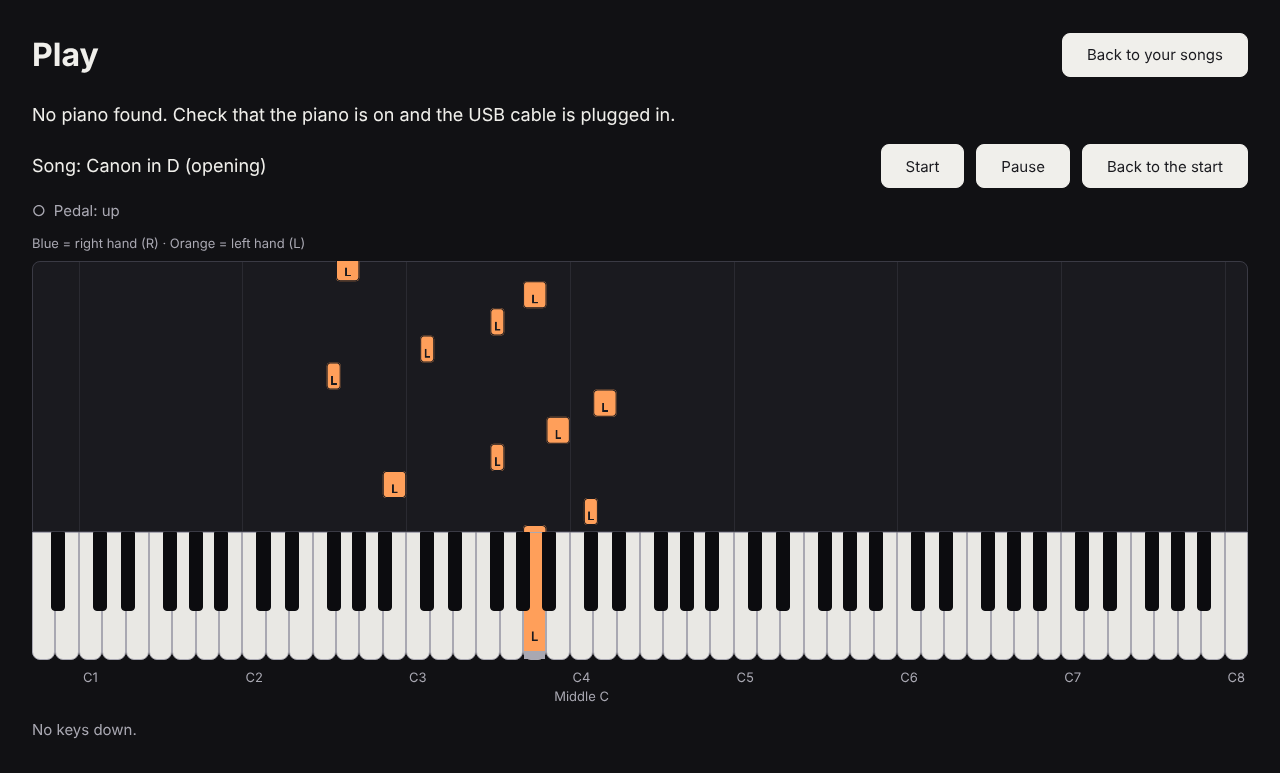 Play
Back to your songs
No piano found. Check that the piano is on and the USB cable is plugged in.
Song: Canon in D (opening)
Start
Pause
Back to the start
Pedal: up
Blue = right hand (R) · Orange = left hand (L)
L
L
L
L
L
L
L
L
L
L
L
C1
C2
C3
C4
C5
C6
C7
C8
Middle C
No keys down.